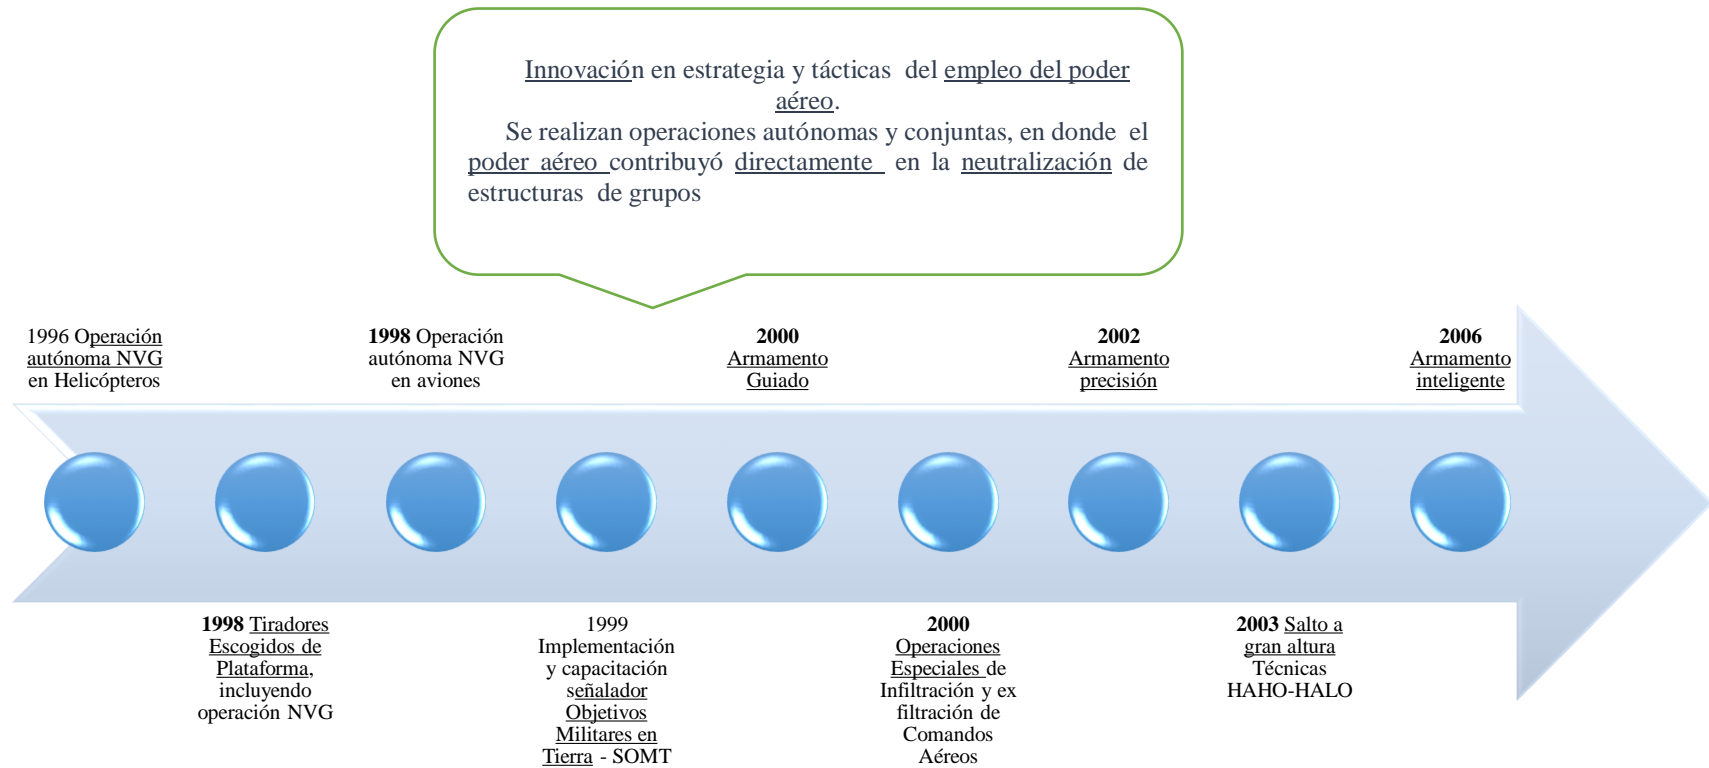 Innovación en estrategia y tácticas del empleo del poder
aéreo.
Se realizan operaciones autónomas y conjuntas, en donde el
poder aéreo contribuyó directamente en la neutralización de
estructuras de grupos
1996 Operación
autónoma NVG
en Helicópteros
1998 Operación
autónoma NVG
en aviones
2000
Armamento
Guiado
2002
Armamento
precisión
2006
Armamento
inteligente
1998 Tiradores
Escogidos de
Plataforma,
incluyendo
operación NVG
1999
Implementación
y capacitación
señalador
Objetivos
Militares en
Tierra - SOMT
2000
Operaciones
Especiales de
Infiltración y ex
filtración de
Comandos
Aéreos
2003 Salto a
gran altura
Técnicas
HAHO-HALO